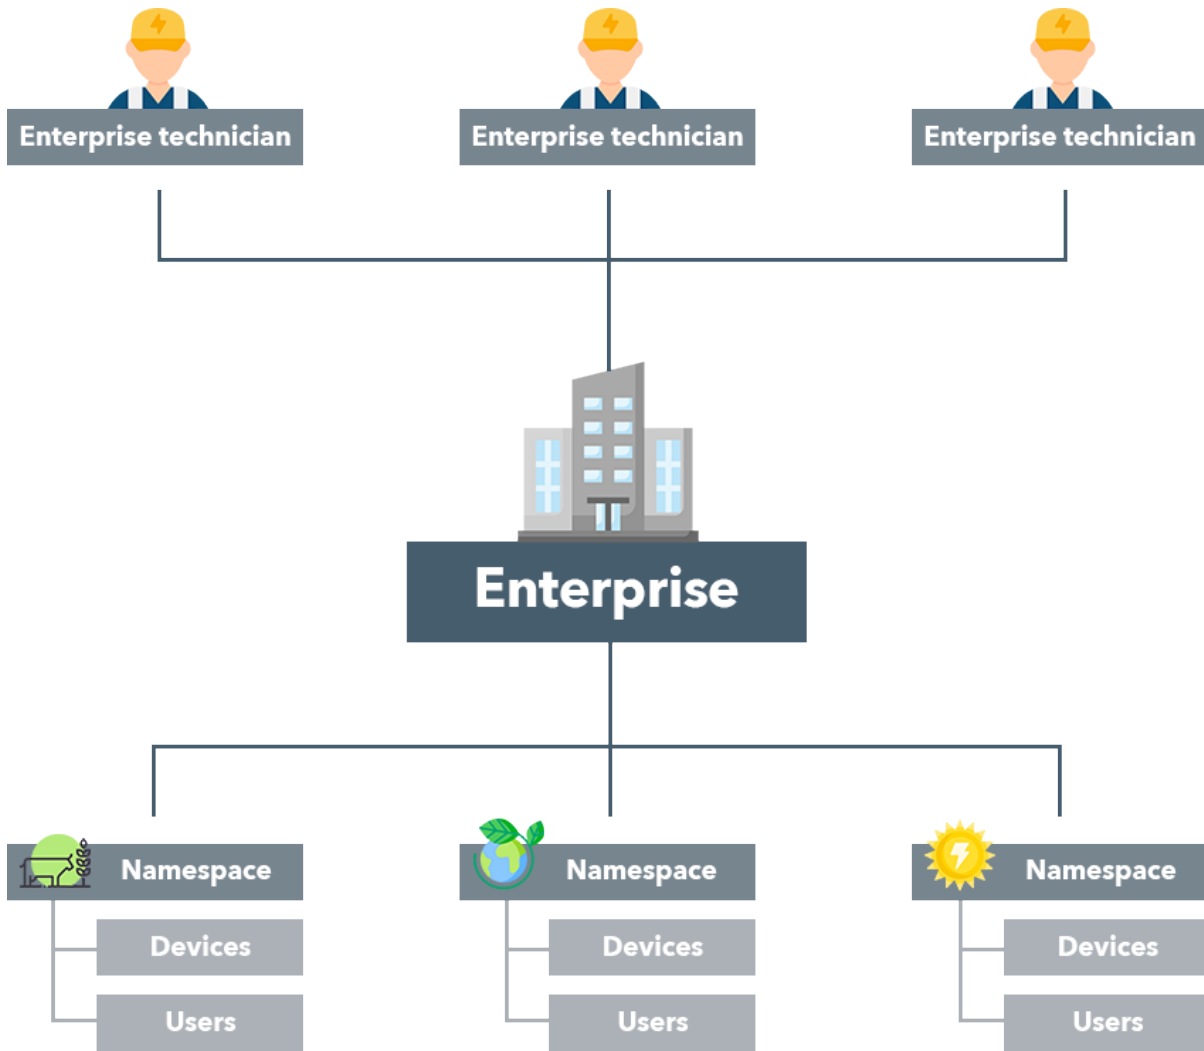 Enterprise technician
Enterprise technician
Enterprise technician
Enterprise
Namespace
Devices
Users
Namespace
Devices
Users
Namespace
Devices
Users